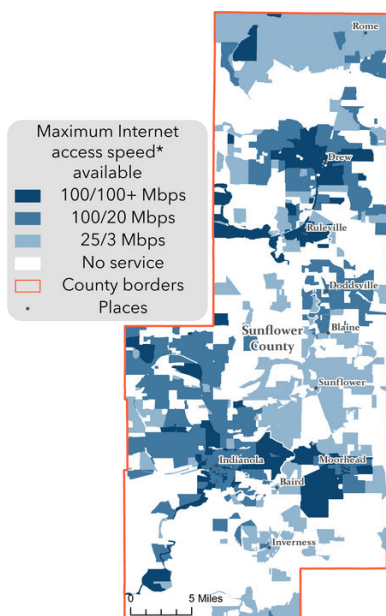 Rome
Maximum Internet
access speed*
available
100/100+ Mbps
100/20 Mbps
25/3 Mbps
No service
County borders
Places
Drew
Ruleville
Doddsville
Sunflower
County
Blaine
Sunflower
Indianola
Moorhead
Baird
Inverness
0 5 Miles